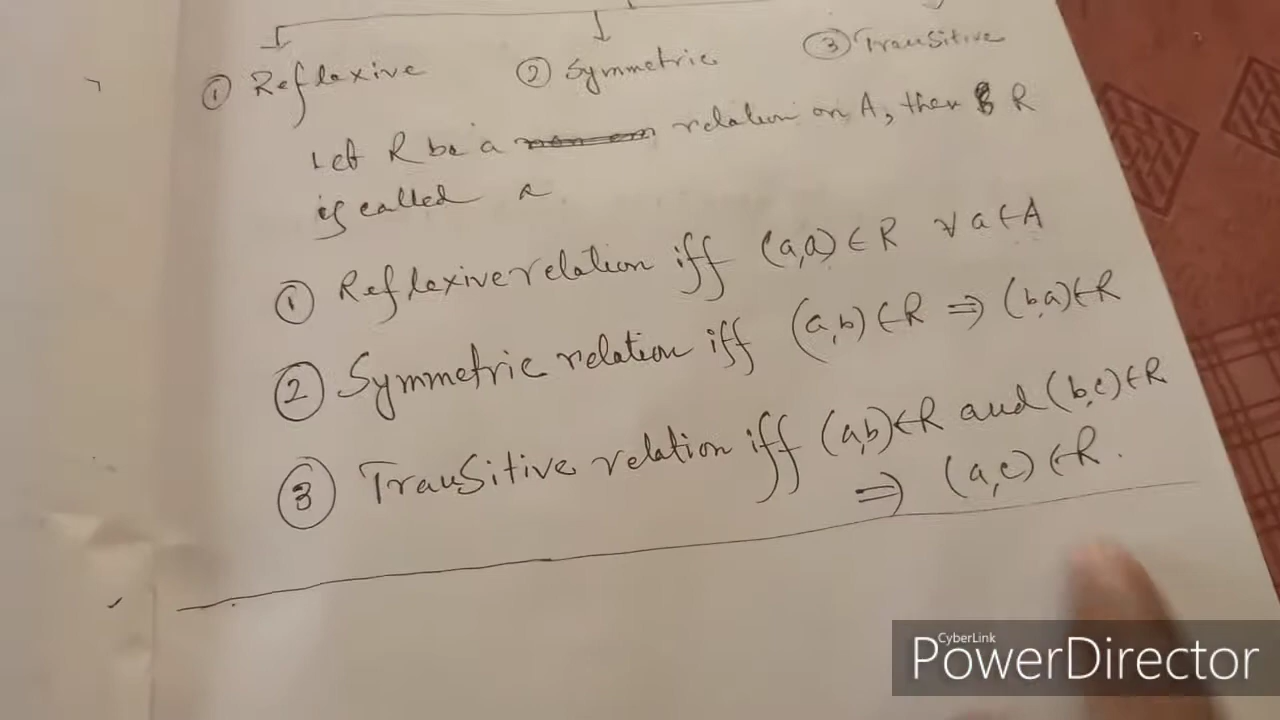 ① Reflexive ② Symmetric ③ Transitive
Let R be a relation on A, then R
is called a
① Reflexive relation iff (a,a) ∈ R ∀ a ∈ A
② Symmetric relation iff (a,b) ∈ R ⇒ (b,a) ∈ R
③ Transitive relation iff (a,b) ∈ R and (b,c) ∈ R
⇒ (a,c) ∈ R.
CyberLink
PowerDirector